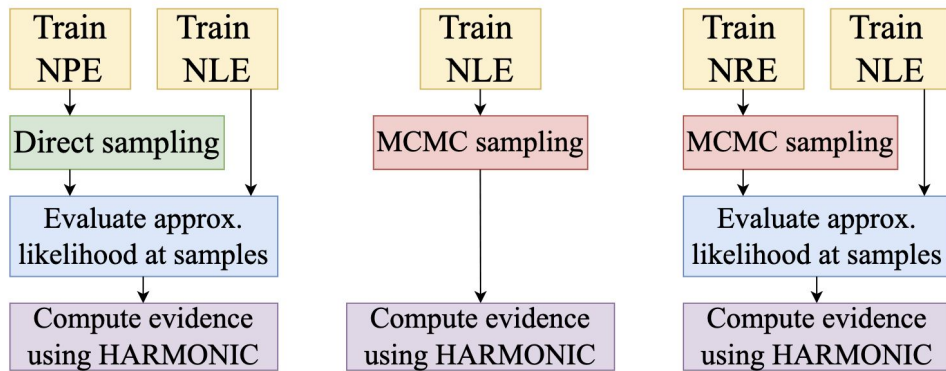 Train
NPE
Train
NLE
Direct sampling
Evaluate approx.
likelihood at samples
Compute evidence
using HARMONIC
Train
NLE
MCMC sampling
Compute evidence
using HARMONIC
Train
NRE
Train
NLE
MCMC sampling
Evaluate approx.
likelihood at samples
Compute evidence
using HARMONIC